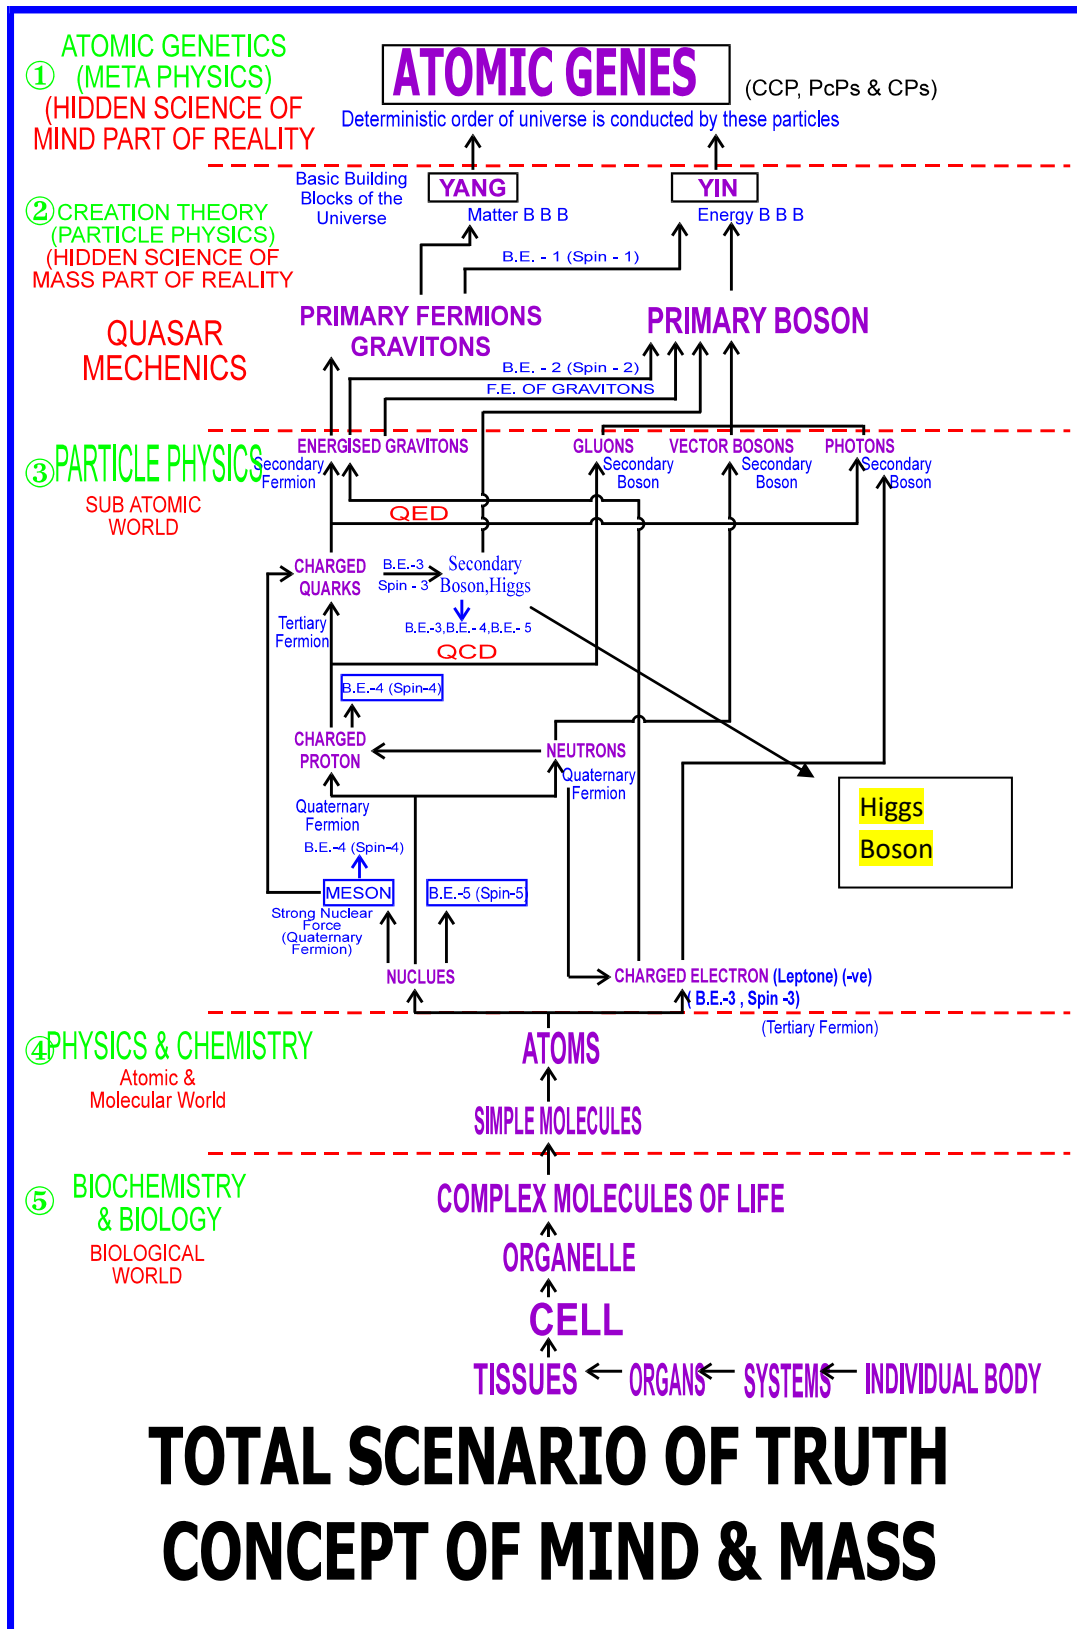 ATOMIC GENETICS
①
(META PHYSICS)
(HIDDEN SCIENCE OF
MIND PART OF REALITY
ATOMIC GENES
(CCP, PcPs & CPs)
Deterministic order of universe is conducted by these particles
Basic Building
Blocks of the
Universe
YANG
Matter B B B
YIN
Energy B B B
② CREATION THEORY
(PARTICLE PHYSICS)
(HIDDEN SCIENCE OF
MASS PART OF REALITY
B.E. - 1 (Spin - 1)
QUASAR
MECHENICS
PRIMARY FERMIONS
GRAVITONS
PRIMARY BOSON
B.E. - 2 (Spin - 2)
F.E. OF GRAVITONS
③ PARTICLE PHYSICS
SUB ATOMIC
WORLD
ENERGISED GRAVITONS
Secondary
Fermion
GLUONS
Secondary
Boson
VECTOR BOSONS
Secondary
Boson
PHOTONS
Secondary
Boson
QED
CHARGED
QUARKS
B.E.-3
Spin - 3
Secondary
Boson,Higgs
B.E.-3,B.E.- 4,B.E.- 5
Tertiary
Fermion
QCD
B.E.-4 (Spin-4)
CHARGED
PROTON
NEUTRONS
Quaternary
Fermion
Quaternary
Fermion
Higgs
Boson
B.E.-4 (Spin-4)
MESON
B.E.-5 (Spin-5)
Strong Nuclear
Force
(Quaternary
Fermion)
NUCLUES
CHARGED ELECTRON (Leptone) (-ve)
( B.E.-3 , Spin -3)
(Tertiary Fermion)
④ PHYSICS & CHEMISTRY
Atomic &
Molecular World
ATOMS
SIMPLE MOLECULES
⑤ BIOCHEMISTRY
& BIOLOGY
BIOLOGICAL
WORLD
COMPLEX MOLECULES OF LIFE
ORGANELLE
CELL
TISSUES ORGANS SYSTEMS INDIVIDUAL BODY
TOTAL SCENARIO OF TRUTH
CONCEPT OF MIND & MASS